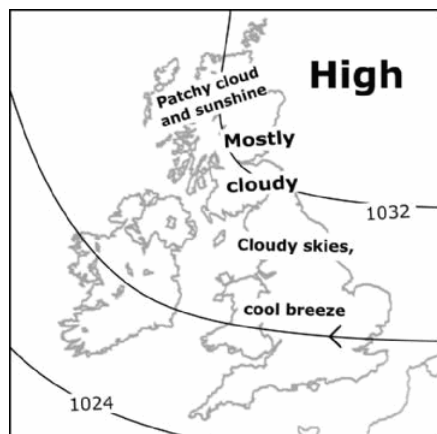 High
Patchy cloud
and sunshine
Mostly
cloudy
1032
Cloudy skies,
cool breeze
1024